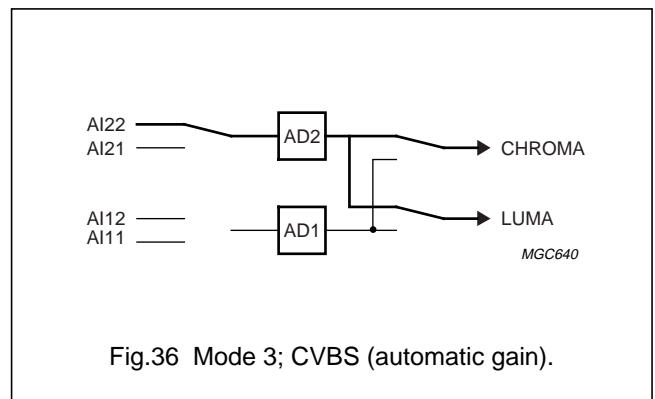 AI22
AI21
AD2
CHROMA
AI12
AI11
AD1
LUMA
MGC640
Fig.36 Mode 3; CVBS (automatic gain).